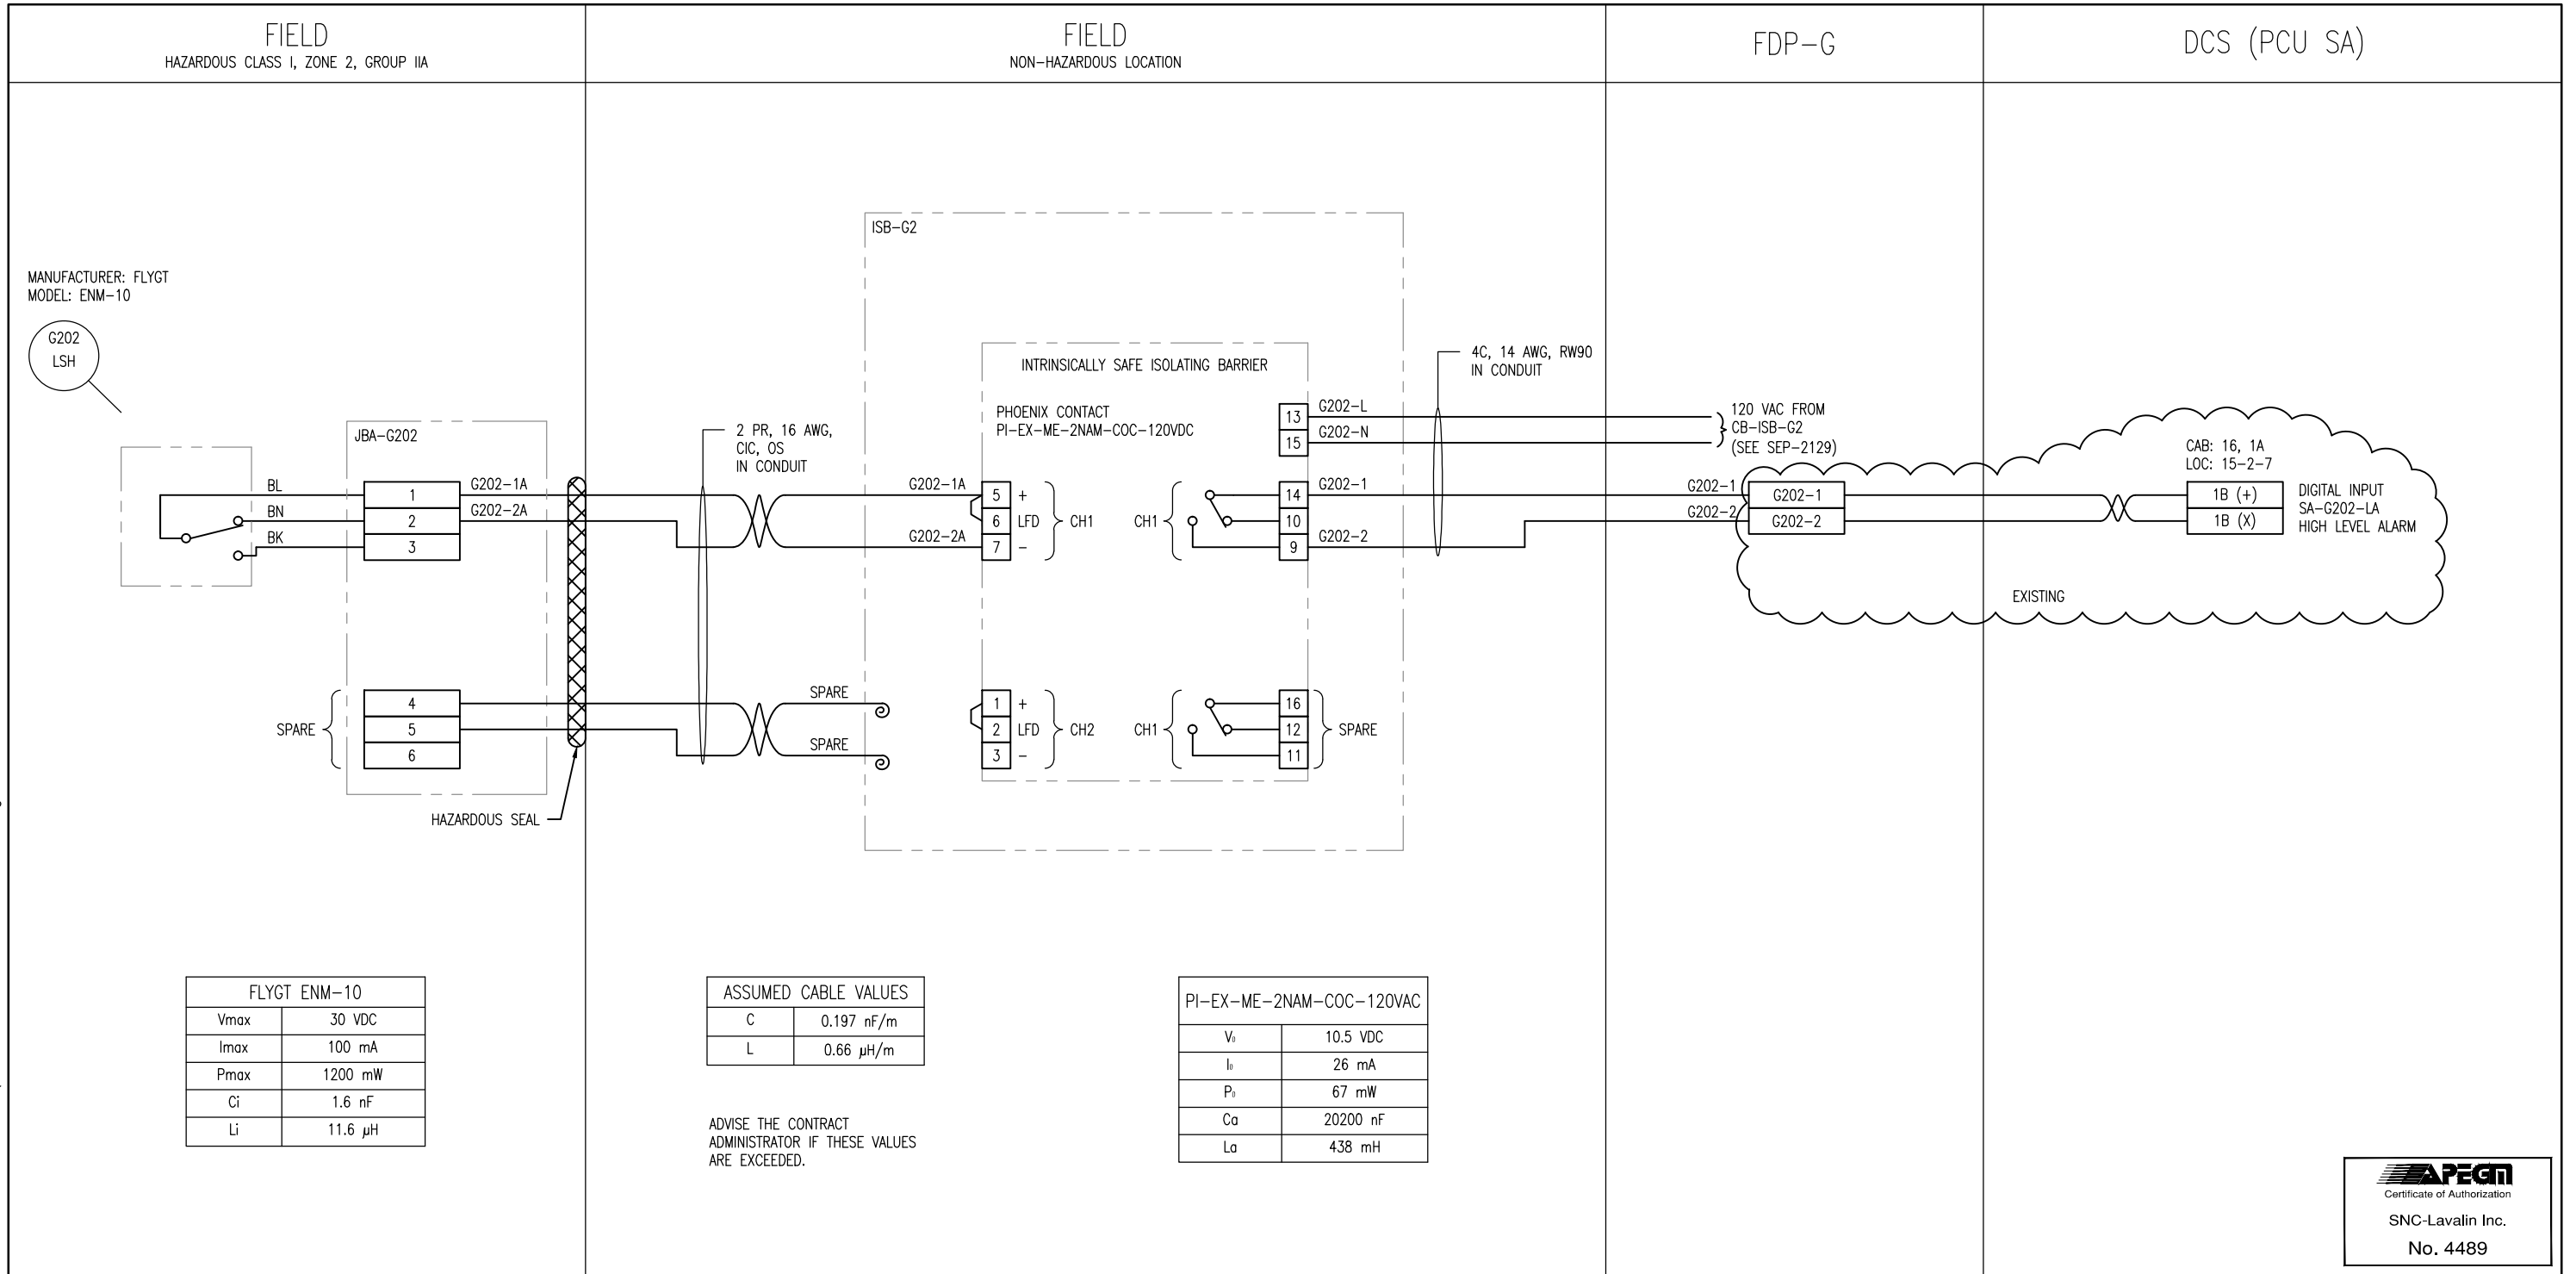 FIELD
HAZARDOUS CLASS I, ZONE 2, GROUP IIA
FIELD
NON-HAZARDOUS LOCATION
FDP-G
DCS (PCU SA)
MANUFACTURER: FLYGT
MODEL: ENM-10
G202
LSH
BL
BN
BK
JBA-G202
1
2
3
G202-1A
G202-2A
SPARE
4
5
6
HAZARDOUS SEAL
2 PR, 16 AWG,
CIC, OS
IN CONDUIT
SPARE
SPARE
ISB-G2
INTRINSICALLY SAFE ISOLATING BARRIER
PHOENIX CONTACT
PI-EX-ME-2NAM-COC-120VDC
G202-1A
G202-2A
5 +
6 LFD
7 -
CH1
CH1
13
15
14
10
9
1 +
2 LFD
3 -
CH2
CH1
16
12
11
SPARE
G202-L
G202-N
G202-1
G202-2
4C, 14 AWG, RW90
IN CONDUIT
120 VAC FROM
CB-ISB-G2
(SEE SEP-2129)
G202-1
G202-2
G202-1
G202-2
EXISTING
CAB: 16, 1A
LOC: 15-2-7
1B (+)
1B (X)
DIGITAL INPUT
SA-G202-LA
HIGH LEVEL ALARM
FLYGT ENM-10
Vmax 30 VDC
Imax 100 mA
Pmax 1200 mW
Ci 1.6 nF
Li 11.6 µH
ASSUMED CABLE VALUES
C 0.197 nF/m
L 0.66 µH/m
ADVISE THE CONTRACT
ADMINISTRATOR IF THESE VALUES
ARE EXCEEDED.
PI-EX-ME-2NAM-COC-120VAC
V₀ 10.5 VDC
I₀ 26 mA
P₀ 67 mW
Ca 20200 nF
La 438 mH
APEGM
Certificate of Authorization
SNC-Lavalin Inc.
No. 4489